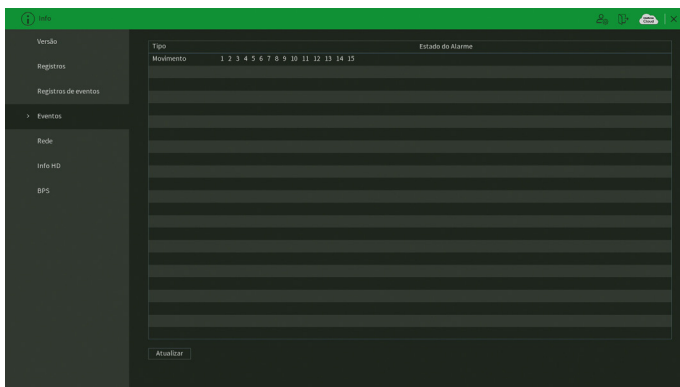 Info
Versão
Registros
Registros de eventos
> Eventos
Rede
Info HD
BPS
Tipo Estado do Alarme
Movimento 1 2 3 4 5 6 7 8 9 10 11 12 13 14 15
Atualizar